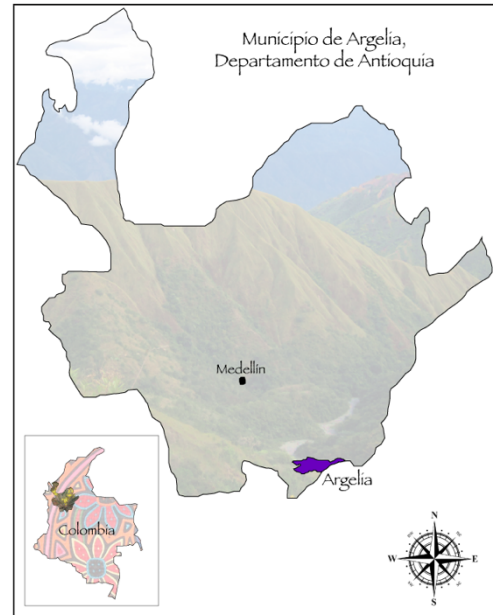 Municipio de Argelia,
Departamento de Antioquia
Medellín
Argelia
Colombia
N
W E
S